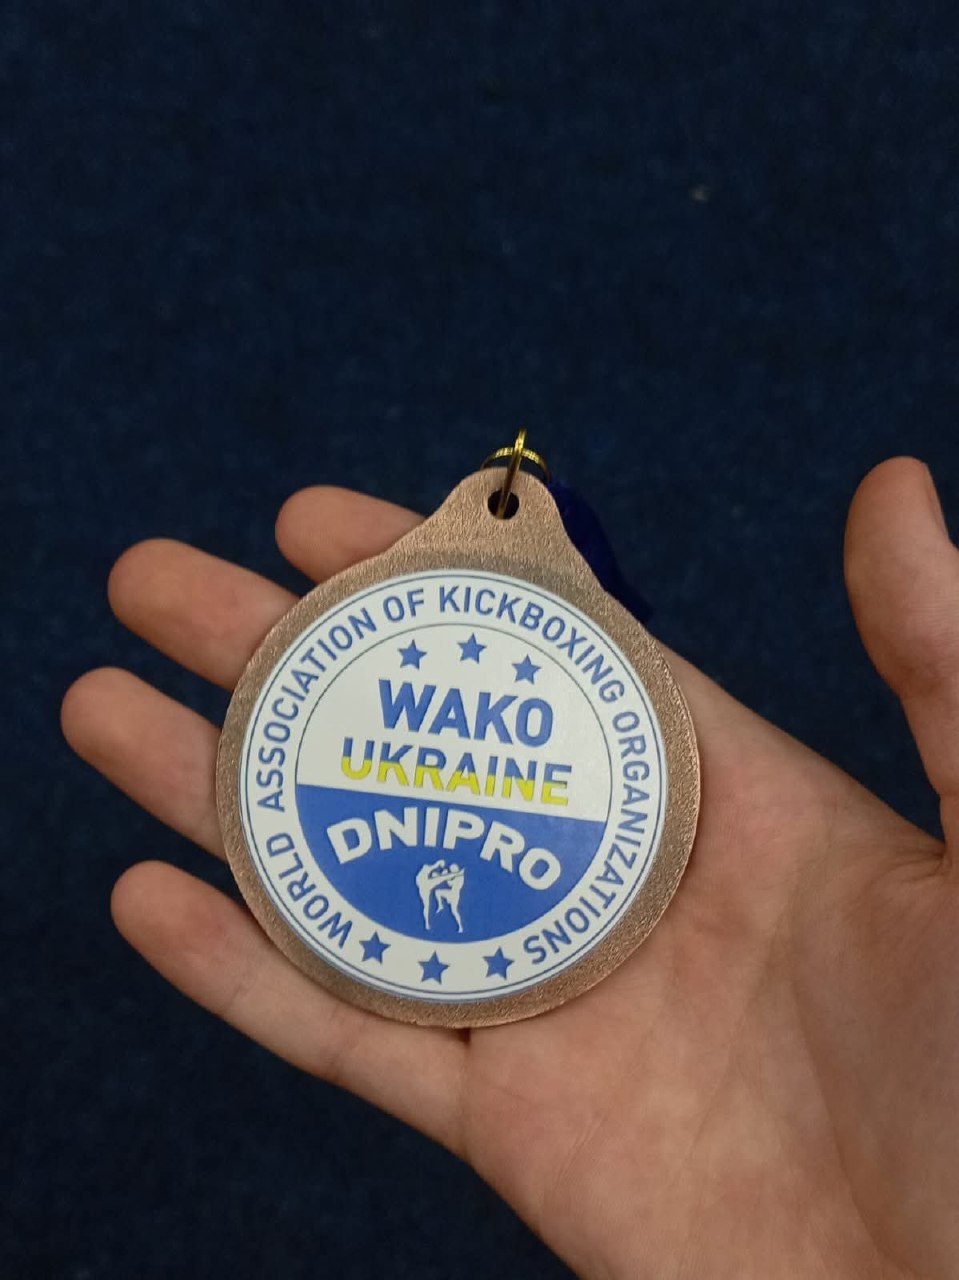 WORLD ASSOCIATION OF KICKBOXING ORGANIZATIONS
WAKO
UKRAINE
DNIPRO